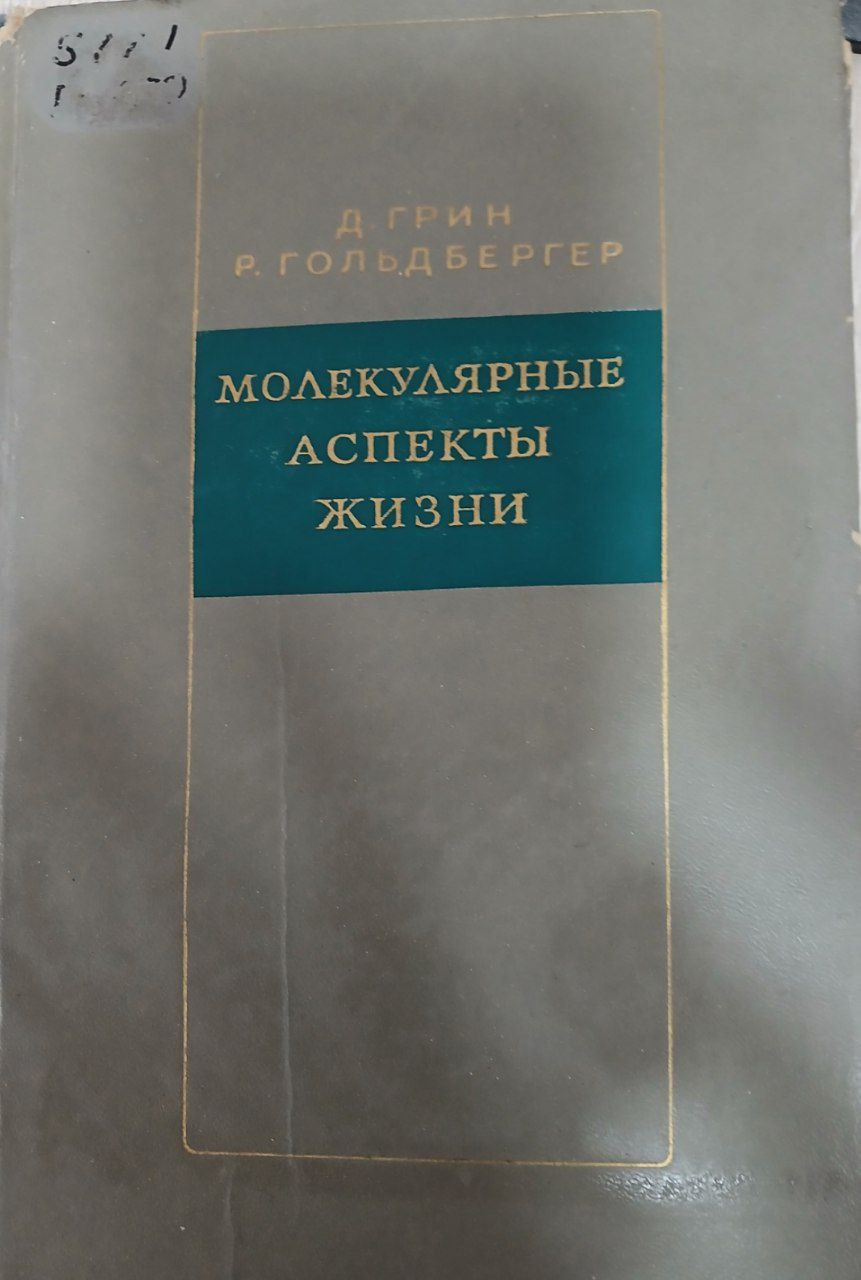 Д. ГРИН
Р. ГОЛЬДБЕРГЕР
МОЛЕКУЛЯРНЫЕ
АСПЕКТЫ
ЖИЗНИ